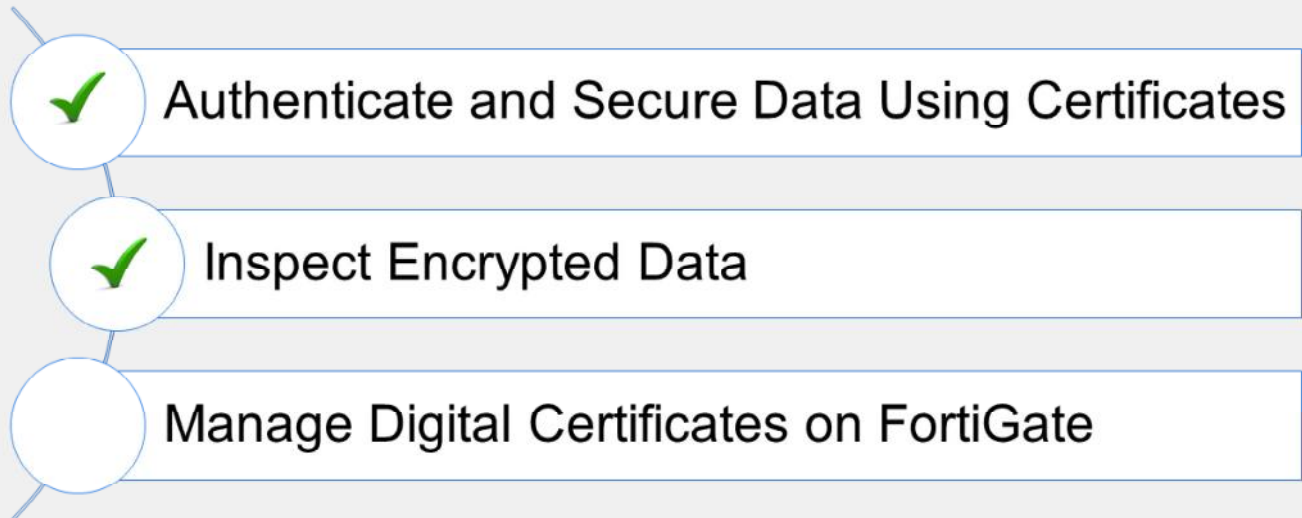 Authenticate and Secure Data Using Certificates
Inspect Encrypted Data
Manage Digital Certificates on FortiGate